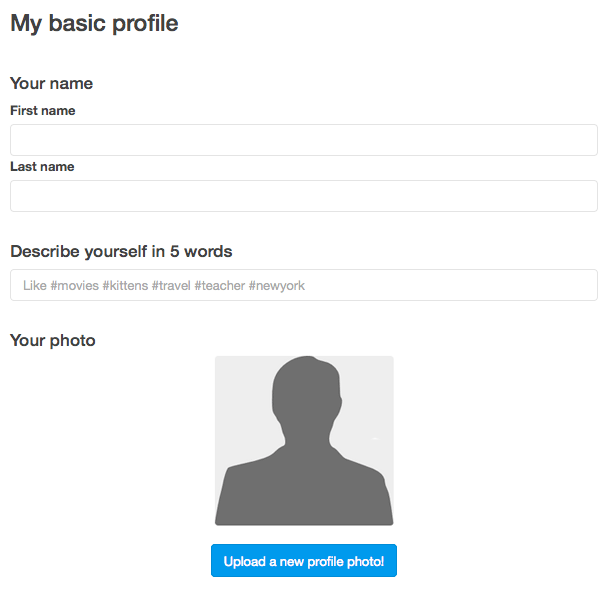 My basic profile
Your name
First name
Last name
Describe yourself in 5 words
Like #movies #kittens #travel #teacher #newyork
Your photo
Upload a new profile photo!